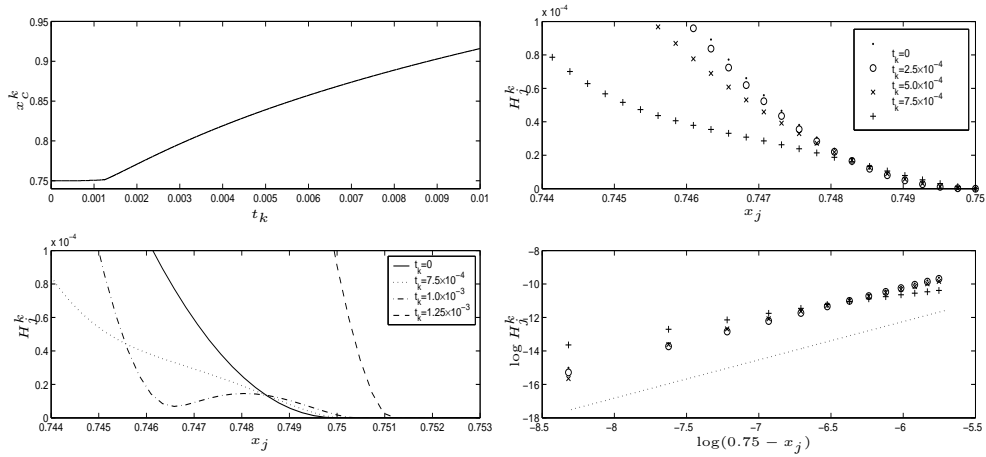 0.95
0.85
0.75
x_c^k
0 0.001 0.002 0.003 0.004 0.005 0.006 0.007 0.008 0.009 0.01
t_k
x 10^-4
1
0.8
0.6
0.4
0.2
0
H_j^k
0.744 0.745 0.746 0.747 0.748 0.749 0.75
x_j
t_k=0
t_k=2.5×10^-4
t_k=5.0×10^-4
t_k=7.5×10^-4
x 10^-4
1
0.8
0.6
0.4
0.2
0
H_j^k
0.744 0.745 0.746 0.747 0.748 0.749 0.75 0.751 0.752 0.753
x_j
t_k=0
t_k=7.5×10^-4
t_k=1.0×10^-3
t_k=1.25×10^-3
-8
-10
-12
-14
-16
-18
log H_j^k
-8.5 -8 -7.5 -7 -6.5 -6 -5.5
log(0.75 − x_j)